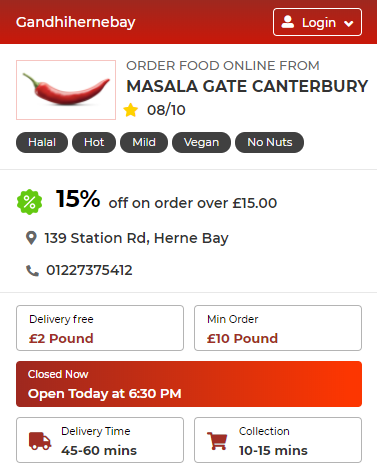 Gandhihernebay
Login
ORDER FOOD ONLINE FROM
MASALA GATE CANTERBURY
08/10
Halal Hot Mild Vegan No Nuts
% 15% off on order over £15.00
139 Station Rd, Herne Bay
01227375412
Delivery free
£2 Pound
Min Order
£10 Pound
Closed Now
Open Today at 6:30 PM
Delivery Time
45-60 mins
Collection
10-15 mins